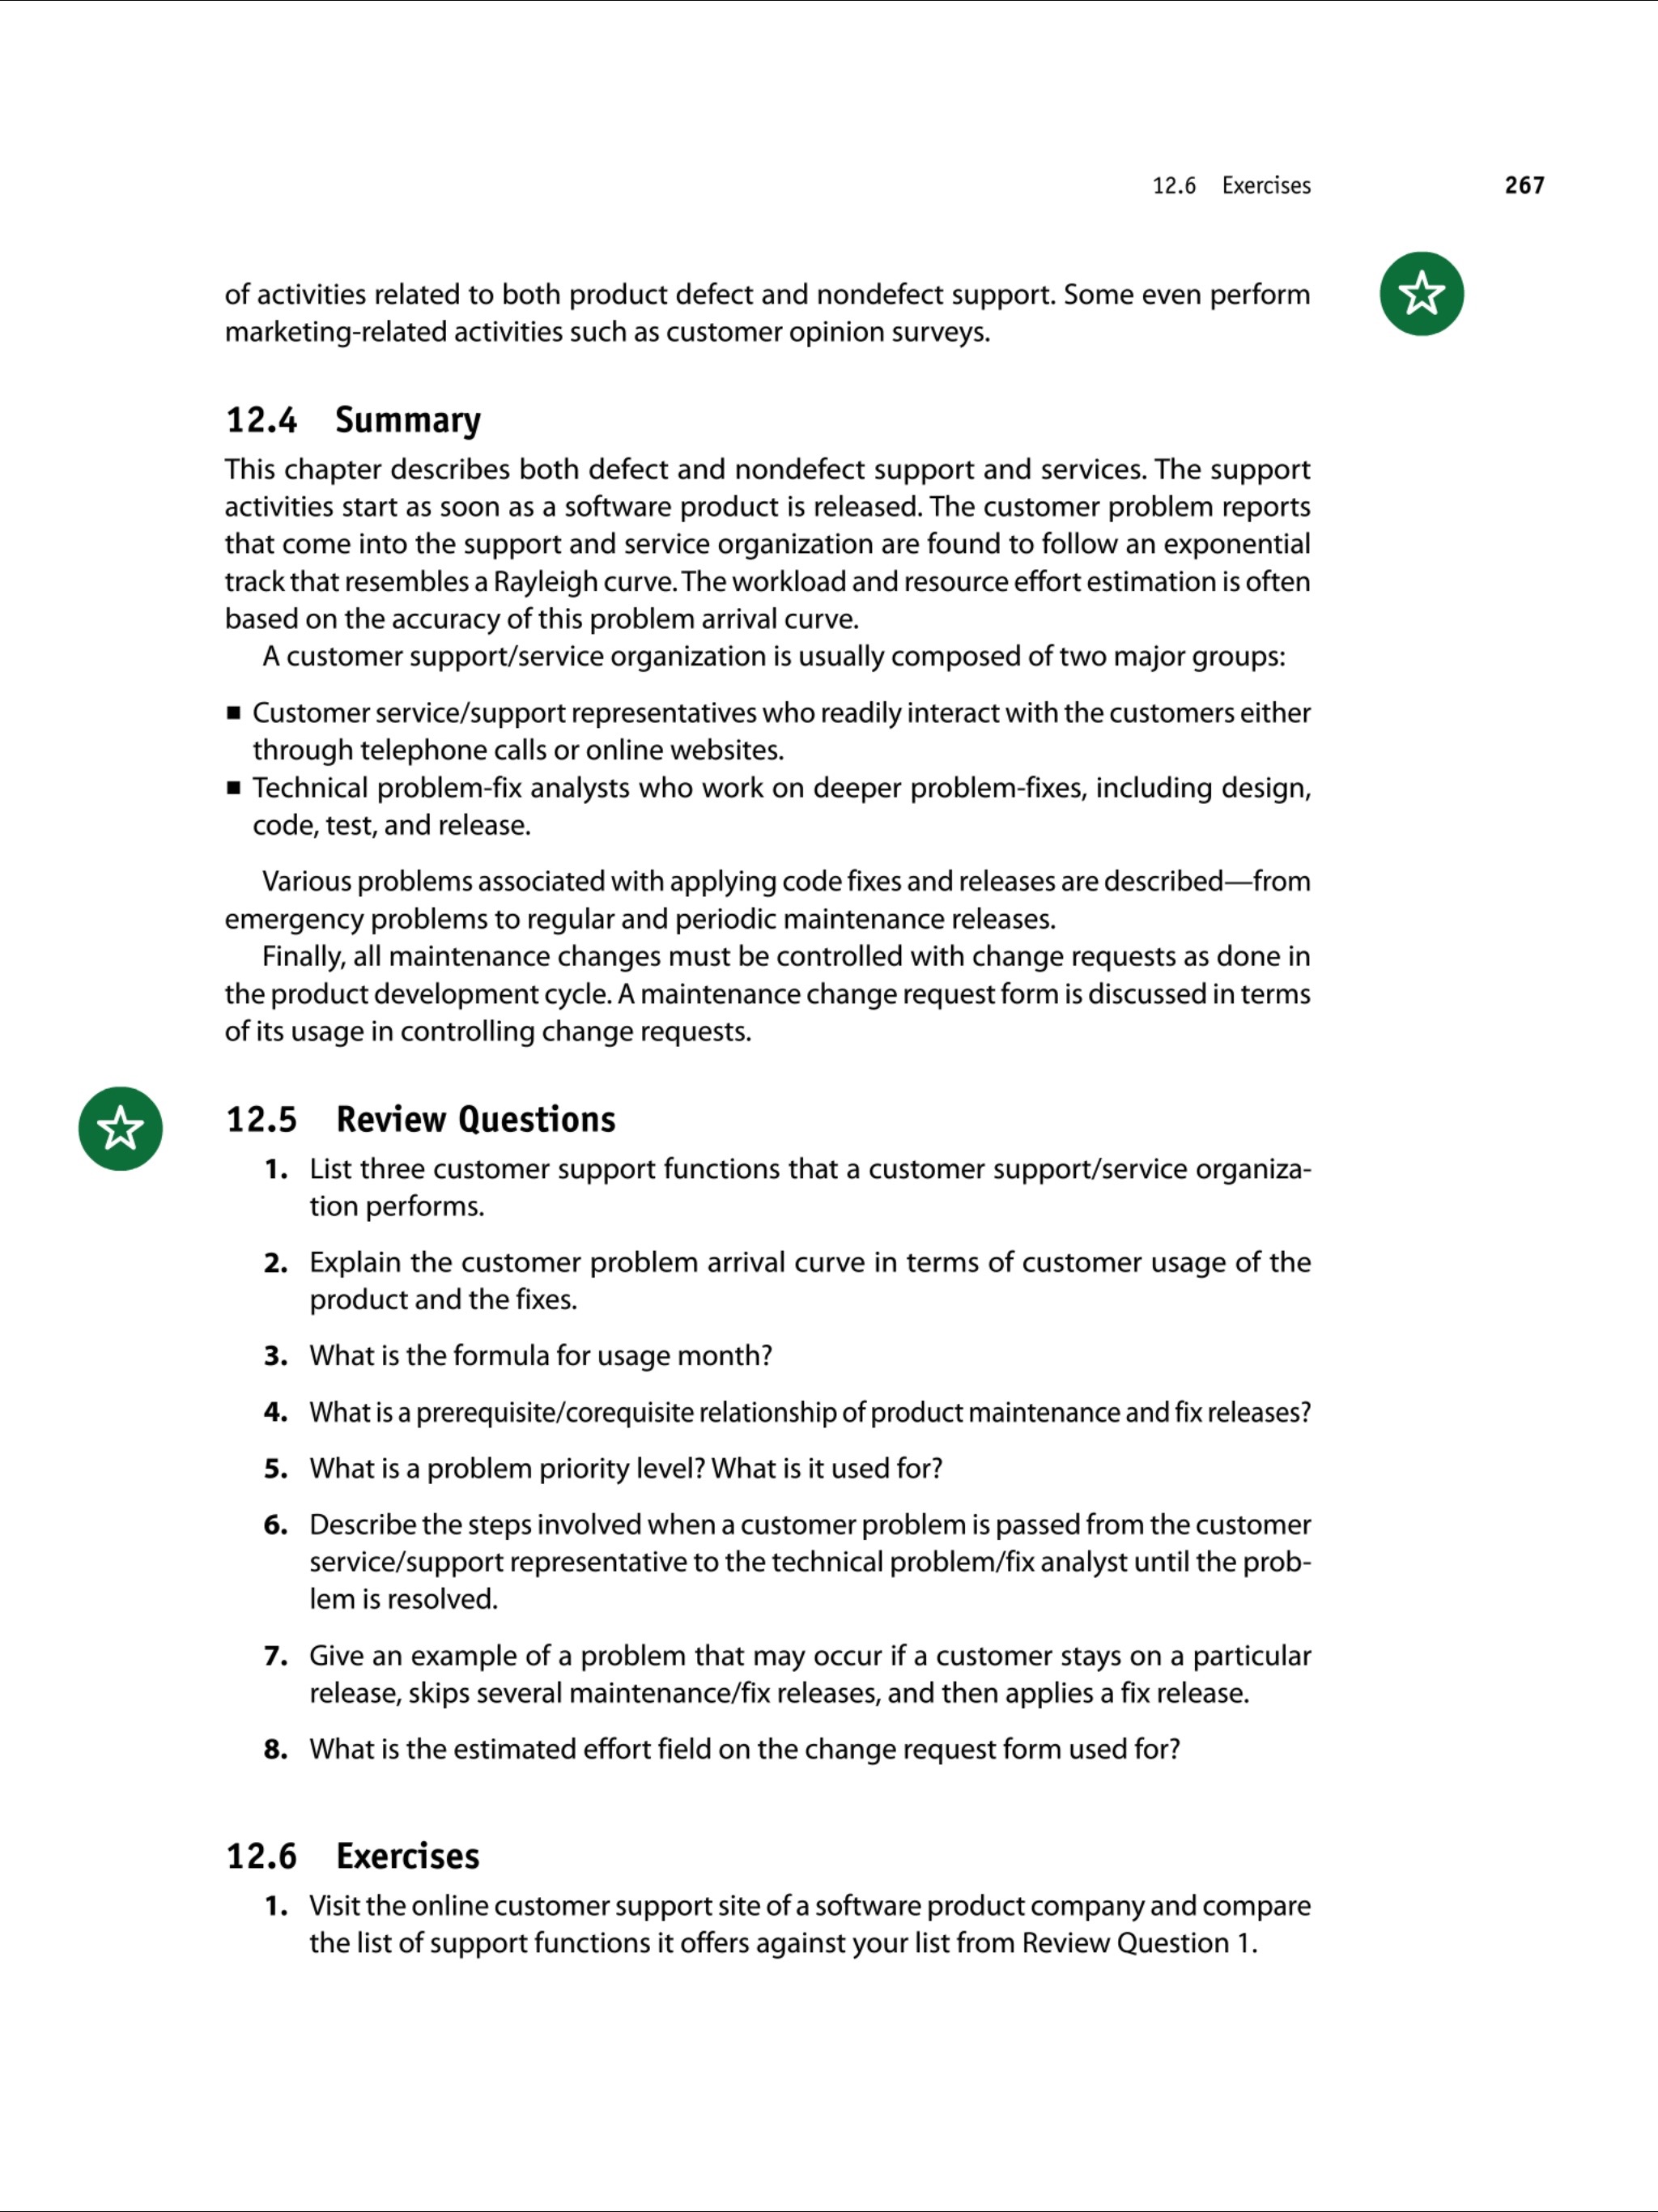 12.6 Exercises 267
of activities related to both product defect and nondefect support. Some even perform
marketing-related activities such as customer opinion surveys.
12.4 Summary
This chapter describes both defect and nondefect support and services. The support
activities start as soon as a software product is released. The customer problem reports
that come into the support and service organization are found to follow an exponential
track that resembles a Rayleigh curve. The workload and resource effort estimation is often
based on the accuracy of this problem arrival curve.
A customer support/service organization is usually composed of two major groups:
■ Customer service/support representatives who readily interact with the customers either
through telephone calls or online websites.
■ Technical problem-fix analysts who work on deeper problem-fixes, including design,
code, test, and release.
Various problems associated with applying code fixes and releases are described—from
emergency problems to regular and periodic maintenance releases.
Finally, all maintenance changes must be controlled with change requests as done in
the product development cycle. A maintenance change request form is discussed in terms
of its usage in controlling change requests.
12.5 Review Questions
1. List three customer support functions that a customer support/service organiza-
tion performs.
2. Explain the customer problem arrival curve in terms of customer usage of the
product and the fixes.
3. What is the formula for usage month?
4. What is a prerequisite/corequisite relationship of product maintenance and fix releases?
5. What is a problem priority level? What is it used for?
6. Describe the steps involved when a customer problem is passed from the customer
service/support representative to the technical problem/fix analyst until the prob-
lem is resolved.
7. Give an example of a problem that may occur if a customer stays on a particular
release, skips several maintenance/fix releases, and then applies a fix release.
8. What is the estimated effort field on the change request form used for?
12.6 Exercises
1. Visit the online customer support site of a software product company and compare
the list of support functions it offers against your list from Review Question 1.